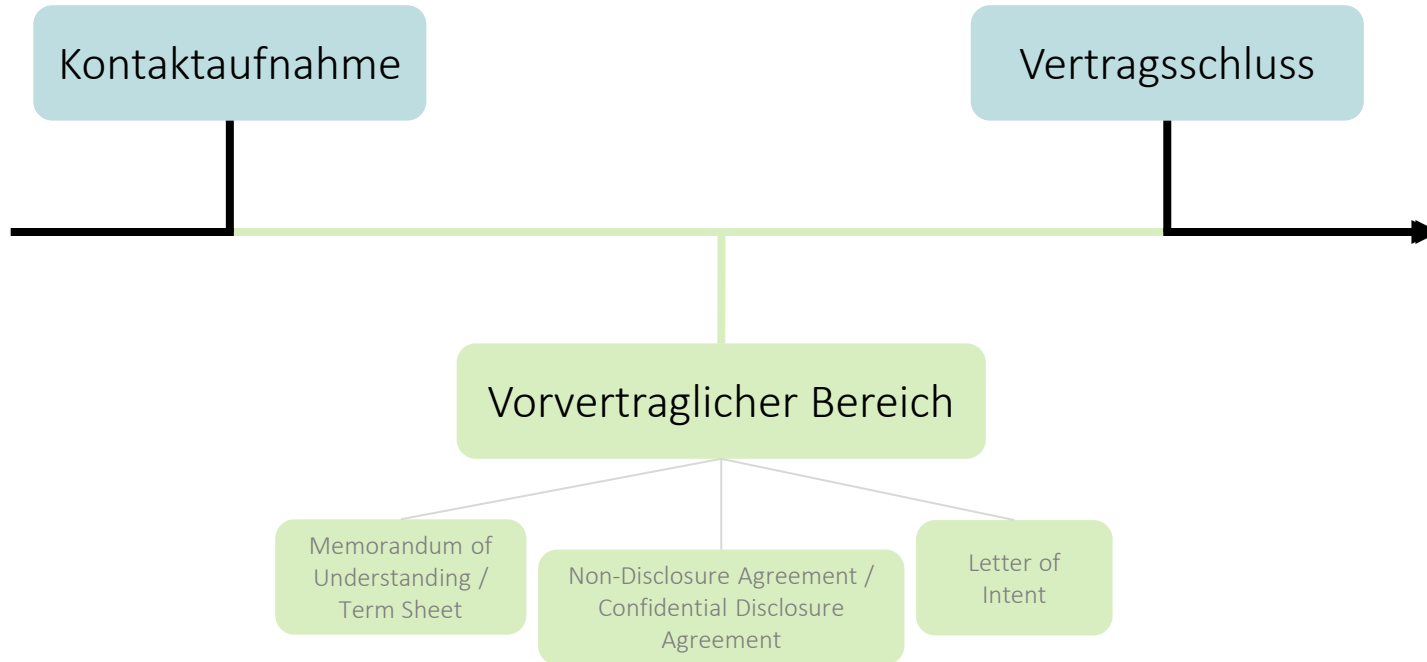 Kontaktaufnahme
Vertragsschluss
Vorvertraglicher Bereich
Memorandum of
Understanding /
Term Sheet
Non-Disclosure Agreement /
Confidential Disclosure
Agreement
Letter of
Intent